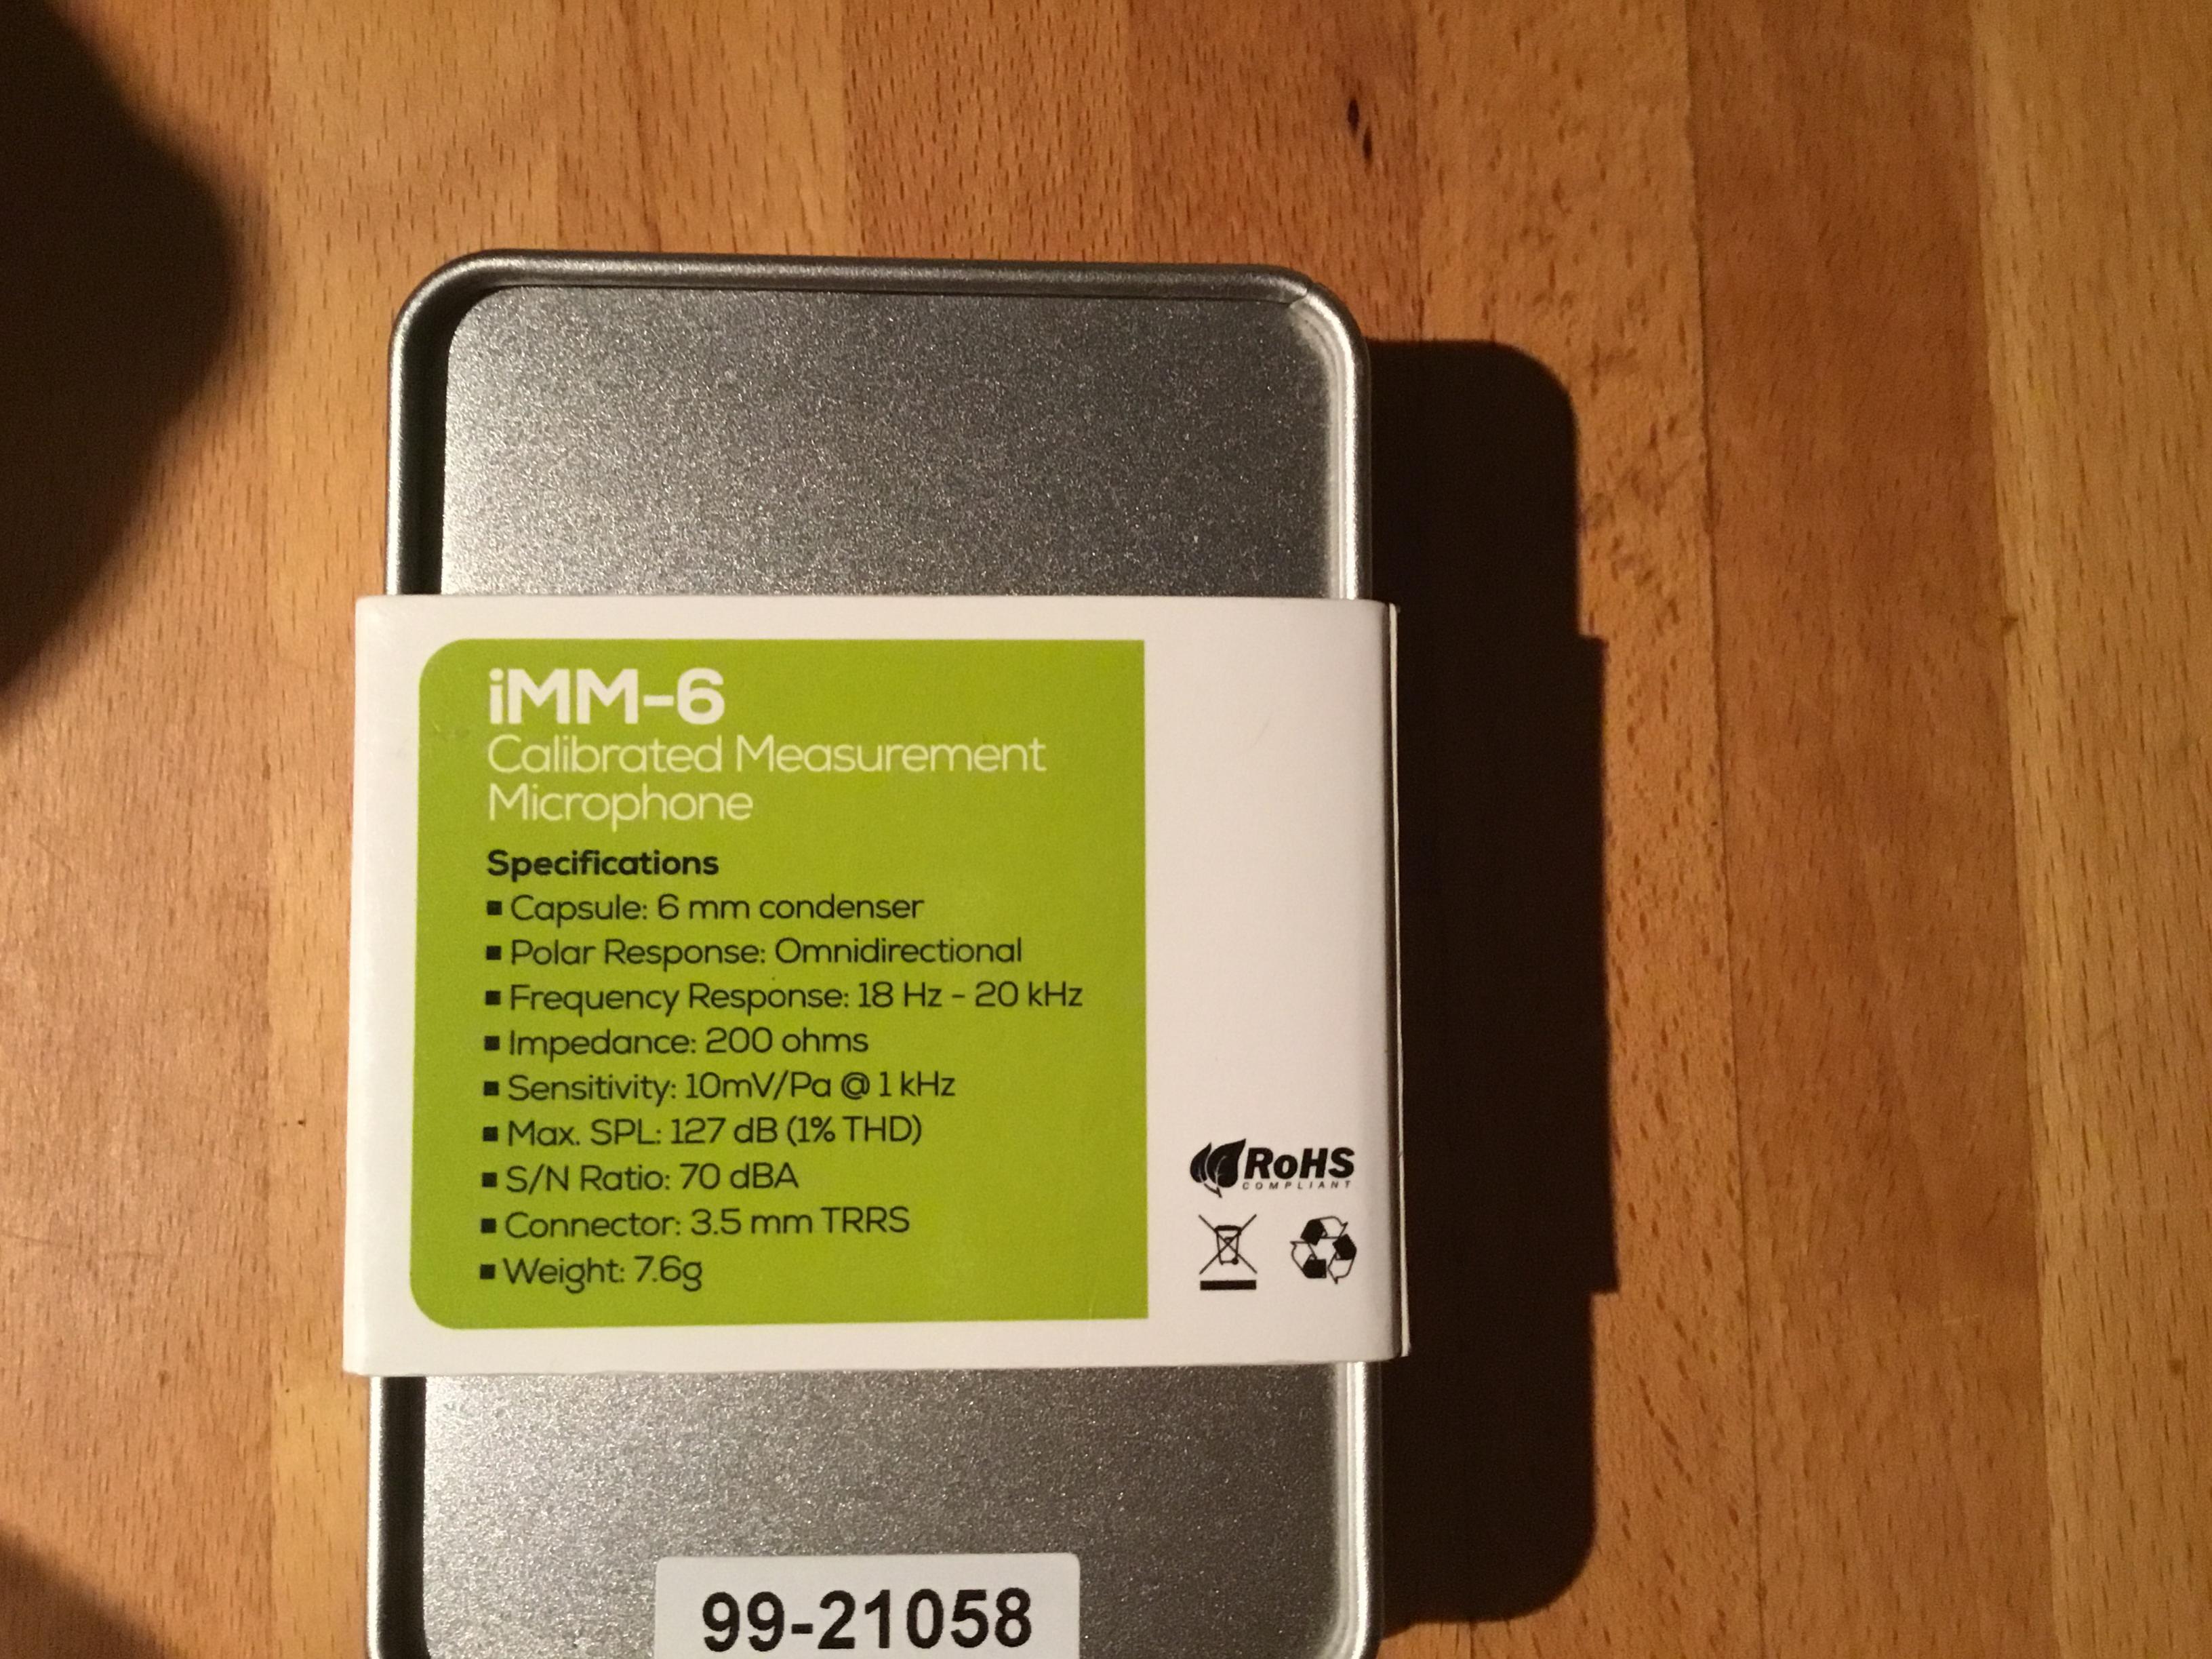 iMM-6
Calibrated Measurement
Microphone
Specifications
▪ Capsule: 6 mm condenser
▪ Polar Response: Omnidirectional
▪ Frequency Response: 18 Hz - 20 kHz
▪ Impedance: 200 ohms
▪ Sensitivity: 10mV/Pa @ 1 kHz
▪ Max. SPL: 127 dB (1% THD)
▪ S/N Ratio: 70 dBA
▪ Connector: 3.5 mm TRRS
▪ Weight: 7.6g
RoHS
COMPLIANT
99-21058